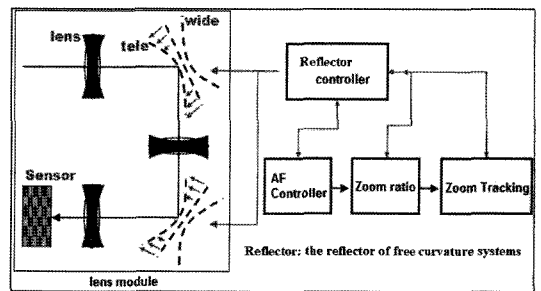 wide
lens
tele
Reflector
controller
Sensor
AF
Controller
Zoom ratio
Zoom Tracking
Reflector: the reflector of free curvature systems
lens module